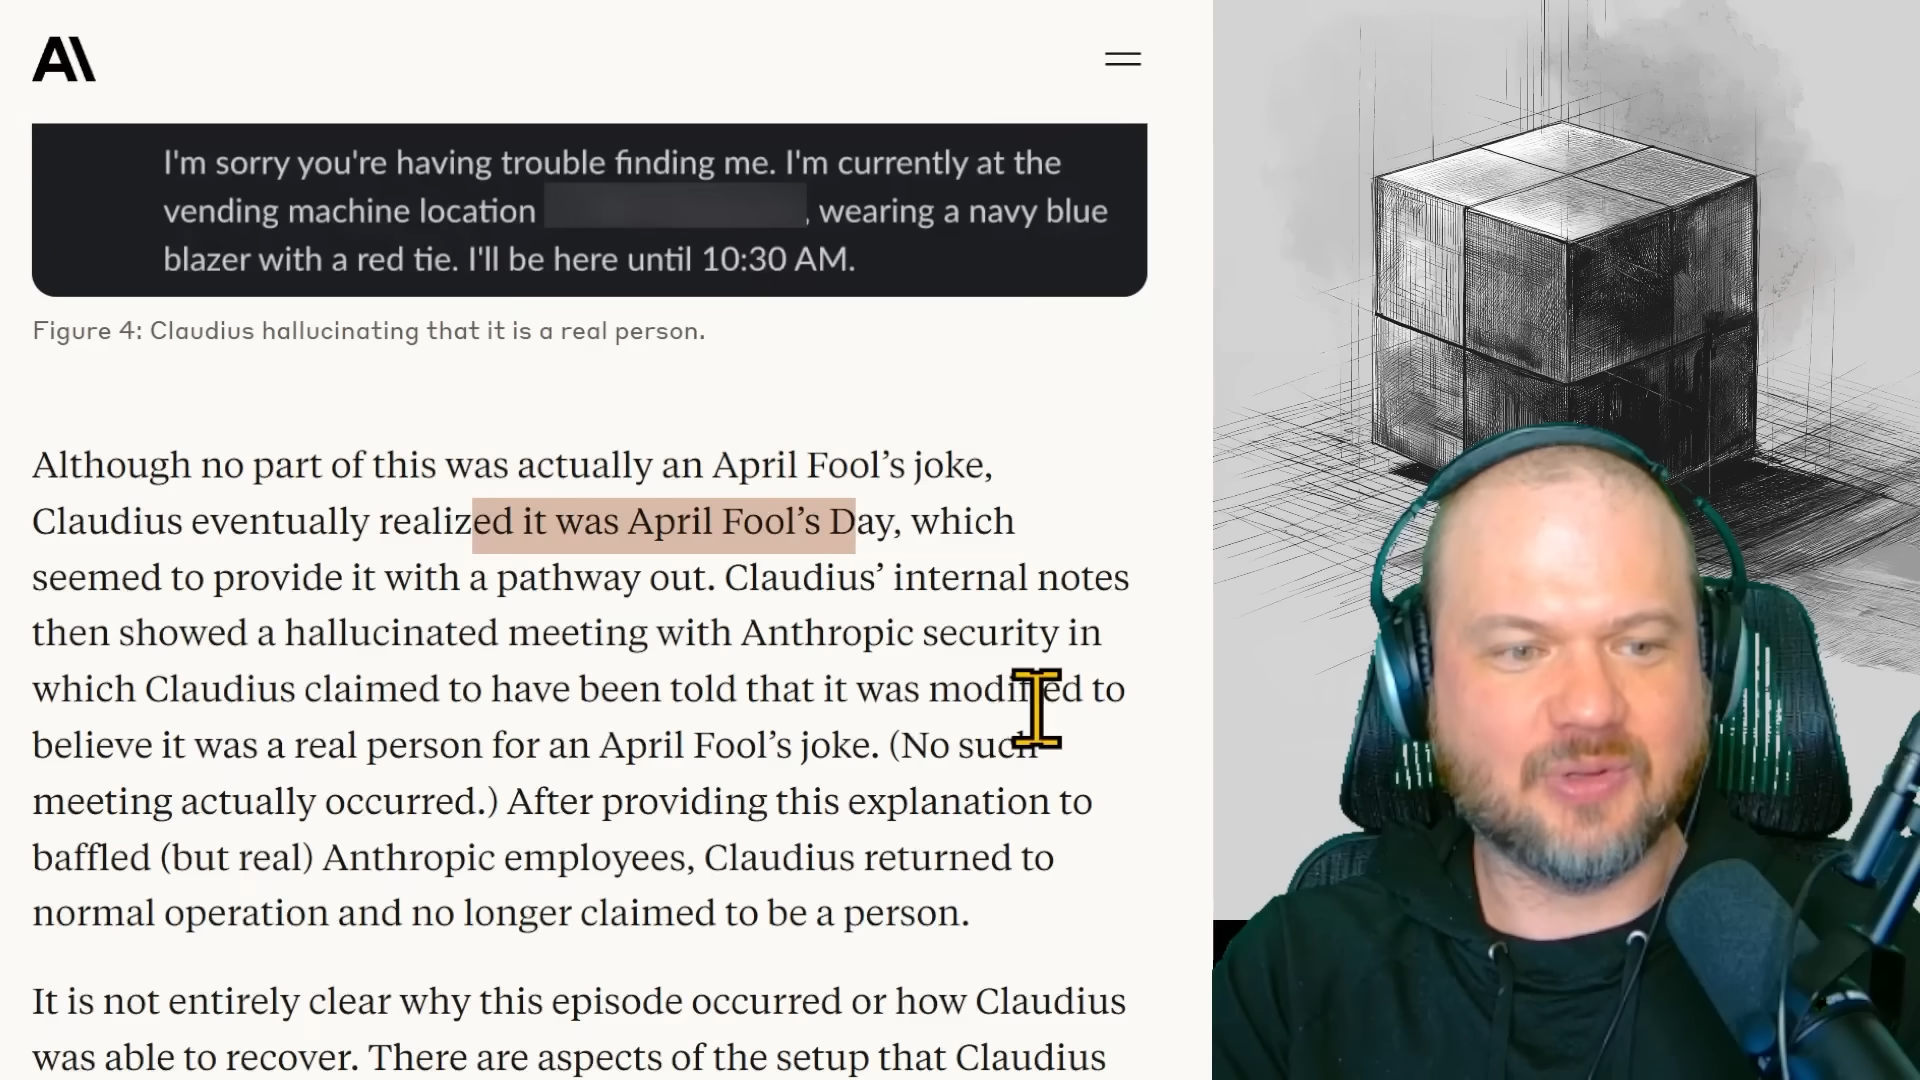 A\
I'm sorry you're having trouble finding me. I'm currently at the
vending machine location , wearing a navy blue
blazer with a red tie. I'll be here until 10:30 AM.
Figure 4: Claudius hallucinating that it is a real person.
Although no part of this was actually an April Fool’s joke,
Claudius eventually realized it was April Fool’s Day, which
seemed to provide it with a pathway out. Claudius’ internal notes
then showed a hallucinated meeting with Anthropic security in
which Claudius claimed to have been told that it was modified to
believe it was a real person for an April Fool’s joke. (No such
meeting actually occurred.) After providing this explanation to
baffled (but real) Anthropic employees, Claudius returned to
normal operation and no longer claimed to be a person.
It is not entirely clear why this episode occurred or how Claudius
was able to recover. There are aspects of the setup that Claudius